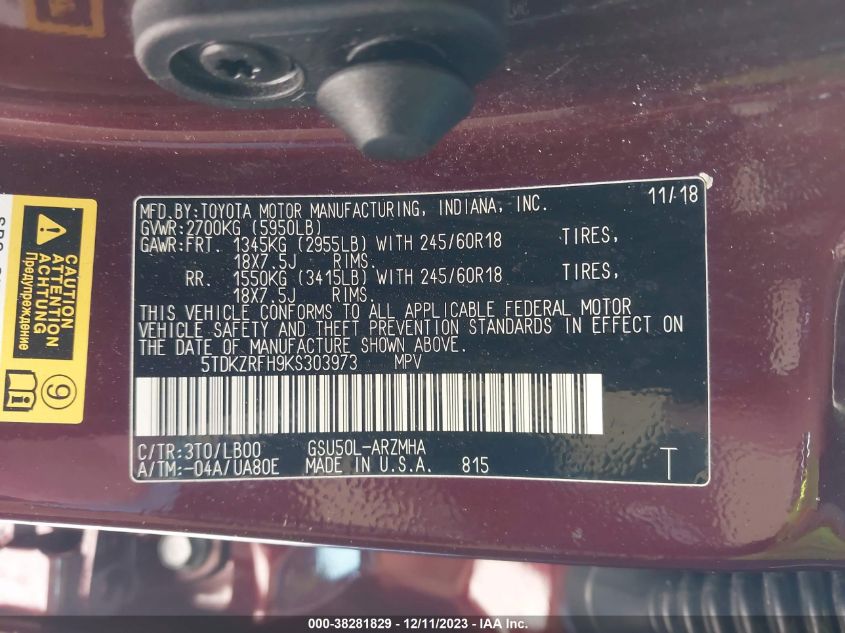 MFD.BY:TOYOTA MOTOR MANUFACTURING, INDIANA, INC. 11/18
GVWR:2700KG (5950LB)
GAWR:FRT. 1345KG (2955LB) WITH 245/60R18 TIRES,
18X7.5J RIMS.
RR. 1550KG (3415LB) WITH 245/60R18 TIRES,
18X7.5J RIMS.
THIS VEHICLE CONFORMS TO ALL APPLICABLE FEDERAL MOTOR
VEHICLE SAFETY AND THEFT PREVENTION STANDARDS IN EFFECT ON
THE DATE OF MANUFACTURE SHOWN ABOVE.
5TDKZRFH9KS303973 MPV
C/TR:3T0/LB00 GSU50L-ARZMHA
A/TM:-04A/UA80E MADE IN U.S.A. 815 T
CAUTION
ATTENTION
ACHTUNG
Предупреждение
9
000-38281829 - 12/11/2023 - IAA Inc.